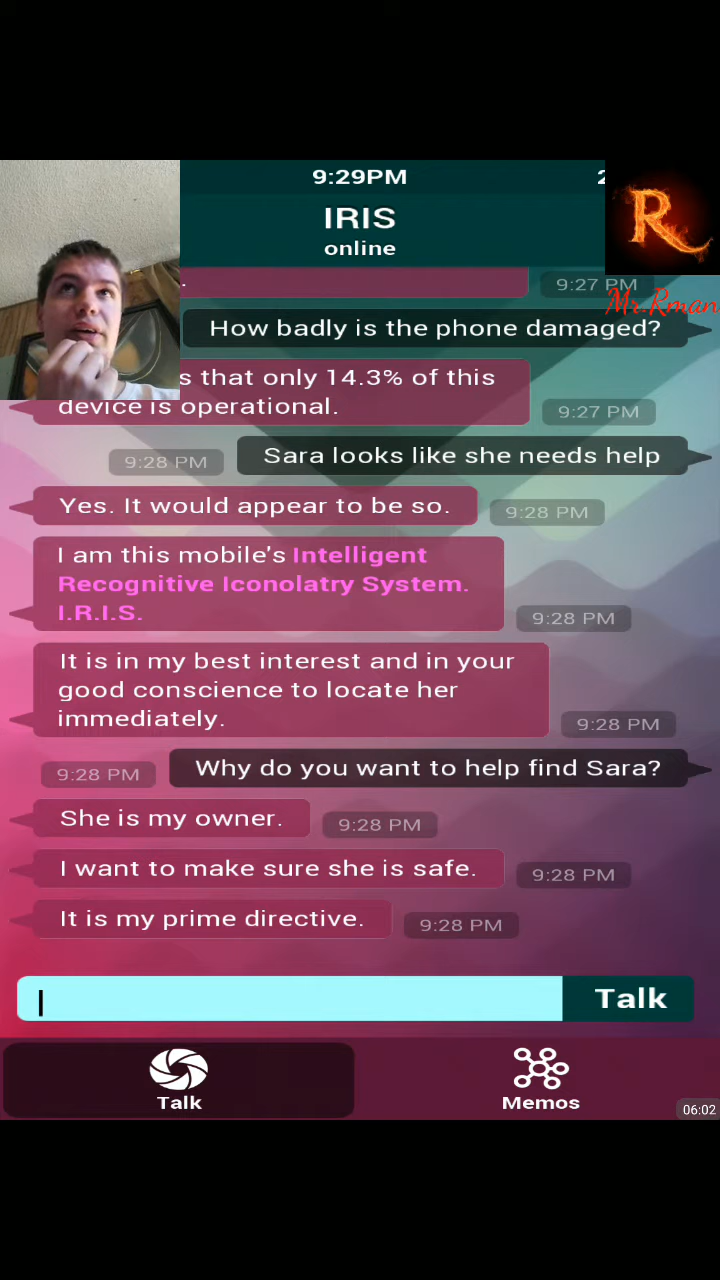 9:29PM
IRIS
online
R
Mr.Rman
.
9:27 PM
How badly is the phone damaged?
s that only 14.3% of this
device is operational.
9:27 PM
9:28 PM
Sara looks like she needs help
Yes. It would appear to be so.
9:28 PM
I am this mobile's Intelligent
Recognitive Iconolatry System.
I.R.I.S.
9:28 PM
It is in my best interest and in your
good conscience to locate her
immediately.
9:28 PM
9:28 PM
Why do you want to help find Sara?
She is my owner.
9:28 PM
I want to make sure she is safe.
9:28 PM
It is my prime directive.
9:28 PM
Talk
Talk
Memos
06:02